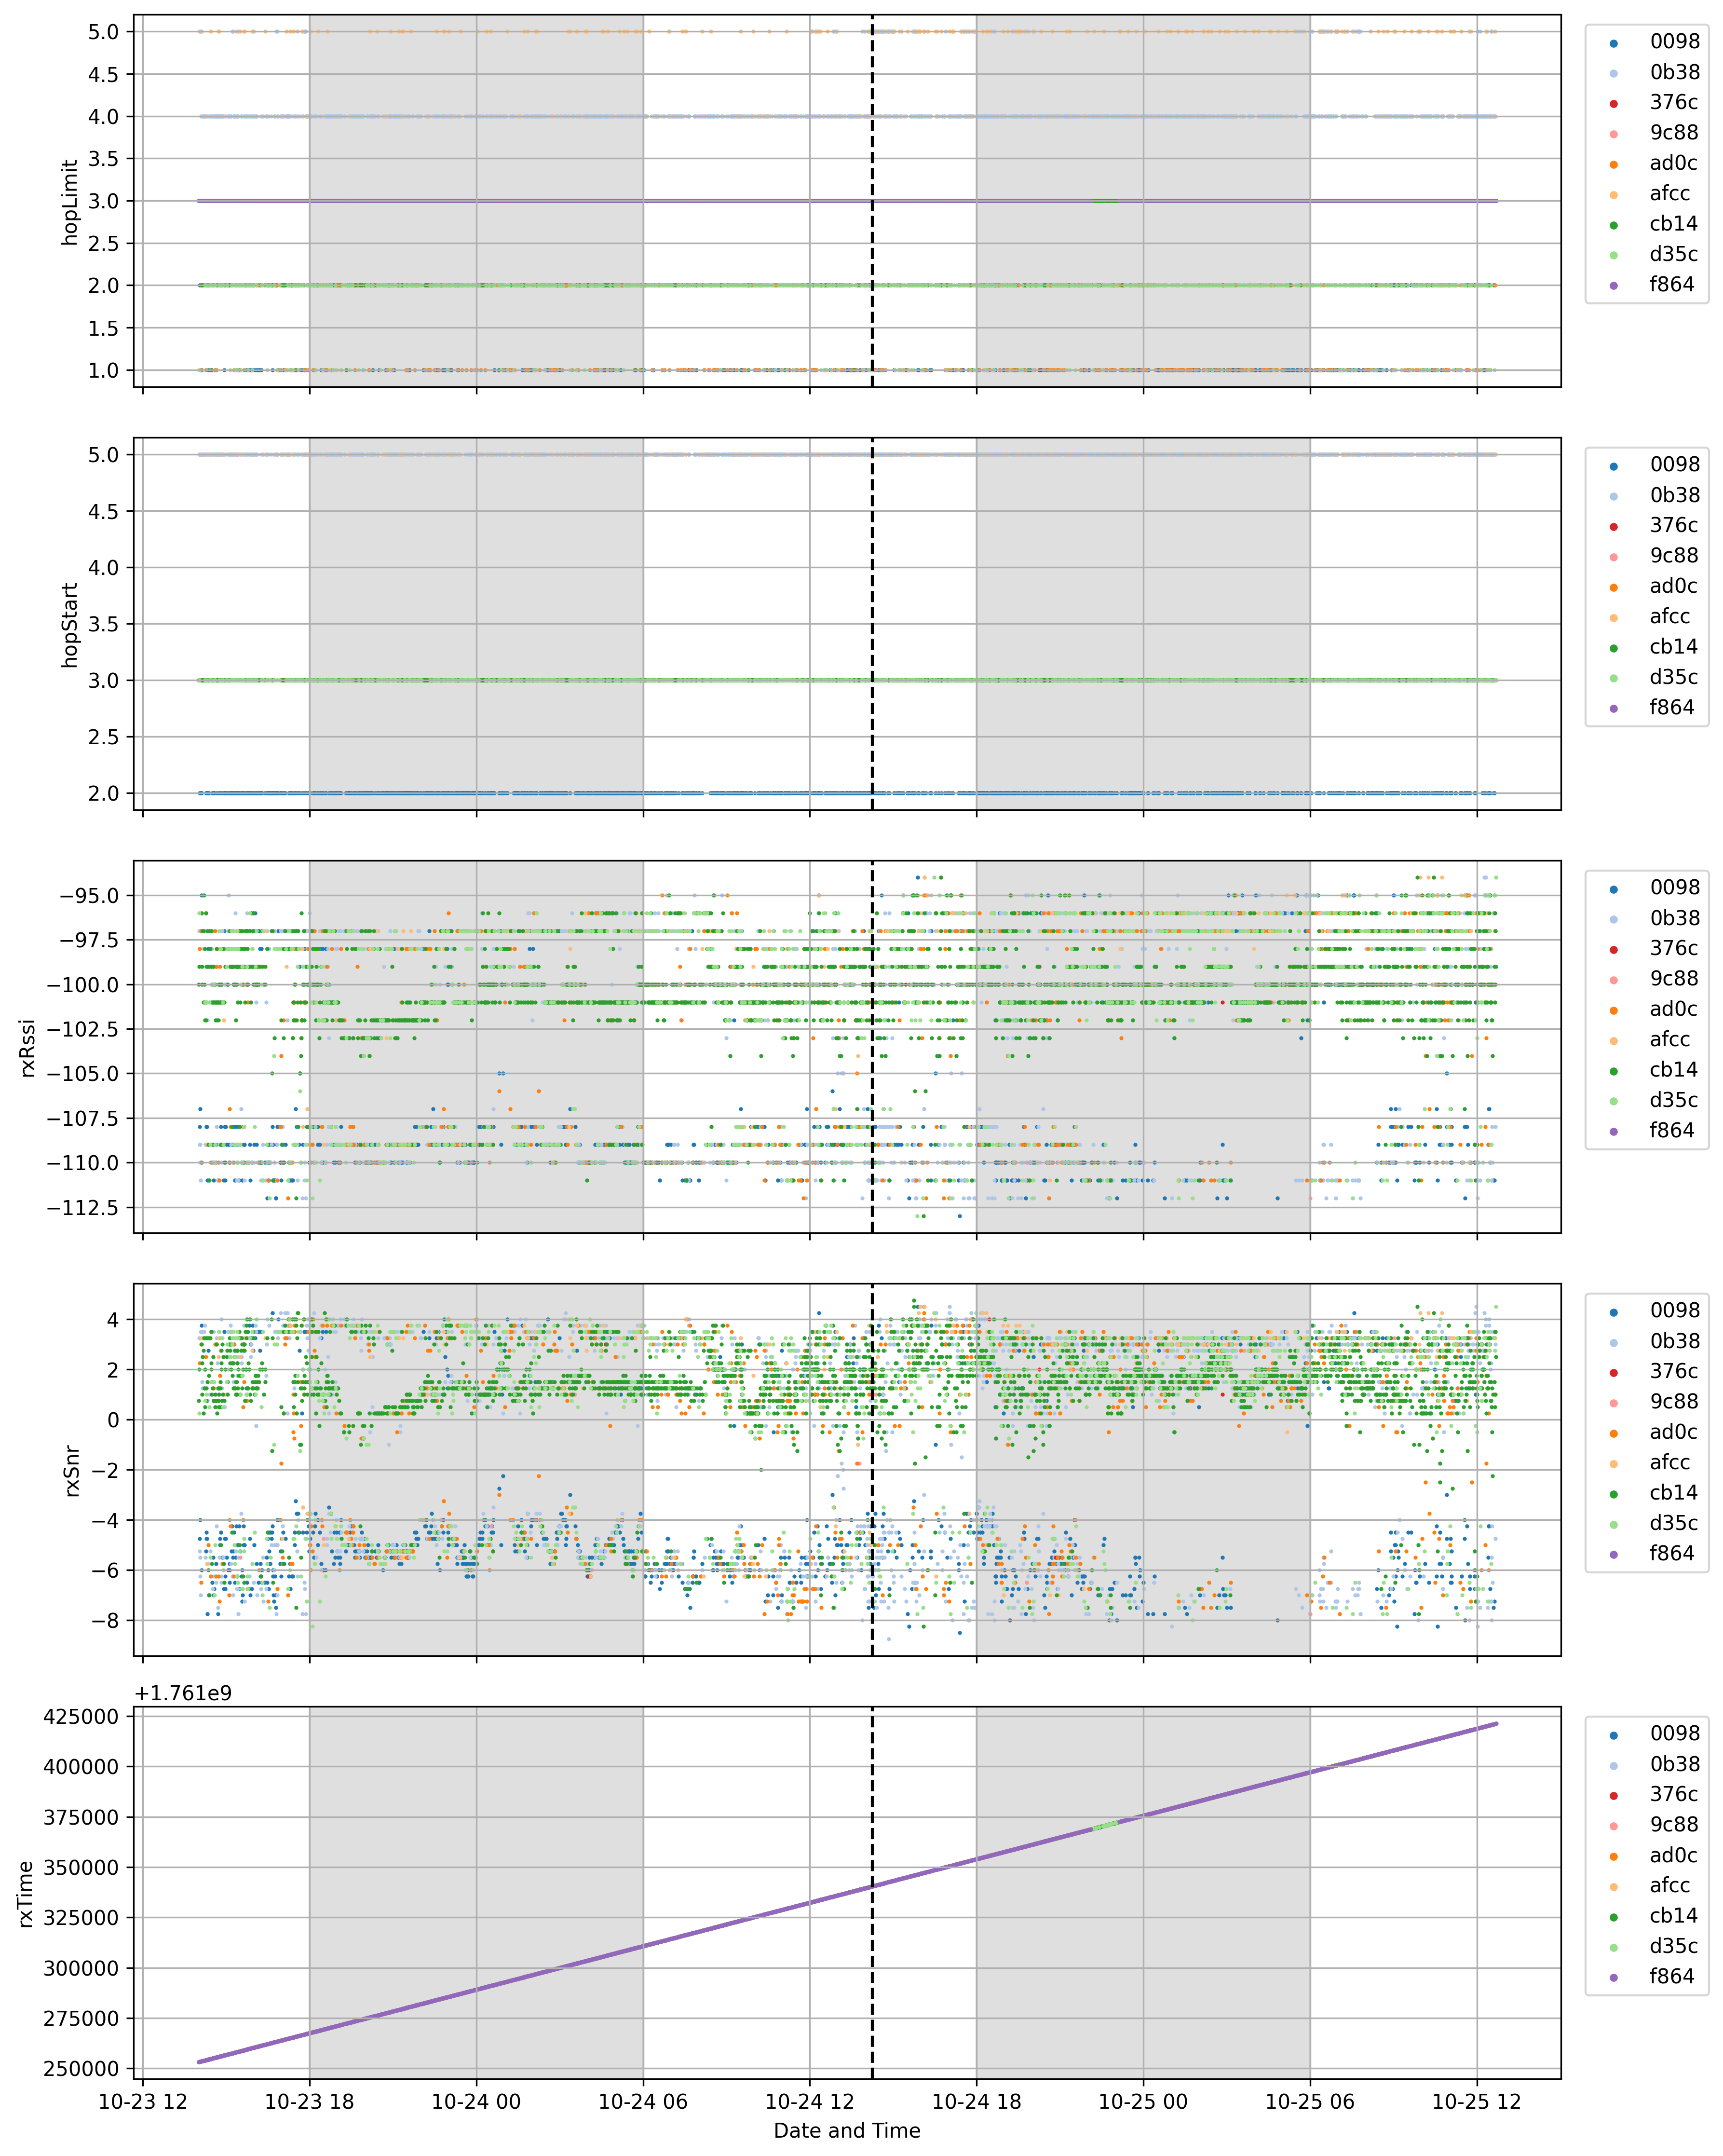 5.0
4.5
4.0
3.5
3.0
2.5
2.0
1.5
1.0
hopLimit
0098
0b38
376c
9c88
ad0c
afcc
cb14
d35c
f864
5.0
4.5
4.0
3.5
3.0
2.5
2.0
hopStart
0098
0b38
376c
9c88
ad0c
afcc
cb14
d35c
f864
−95.0
−97.5
−100.0
−102.5
−105.0
−107.5
−110.0
−112.5
rxRssi
0098
0b38
376c
9c88
ad0c
afcc
cb14
d35c
f864
4
2
0
−2
−4
−6
−8
rxSnr
0098
0b38
376c
9c88
ad0c
afcc
cb14
d35c
f864
+1.761e9
425000
400000
375000
350000
325000
300000
275000
250000
rxTime
0098
0b38
376c
9c88
ad0c
afcc
cb14
d35c
f864
10-23 12 10-23 18 10-24 00 10-24 06 10-24 12 10-24 18 10-25 00 10-25 06 10-25 12
Date and Time